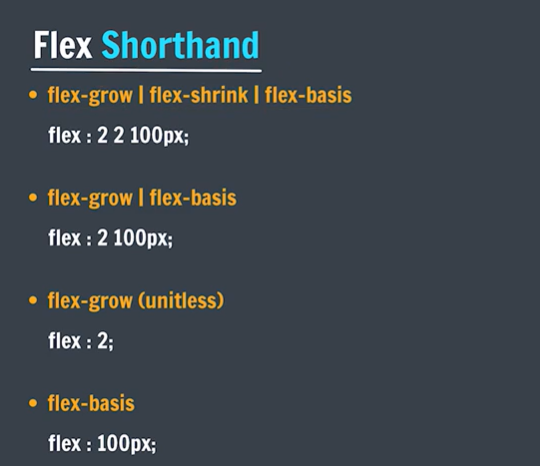 Flex Shorthand
• flex-grow | flex-shrink | flex-basis
flex : 2 2 100px;
• flex-grow | flex-basis
flex : 2 100px;
• flex-grow (unitless)
flex : 2;
• flex-basis
flex : 100px;